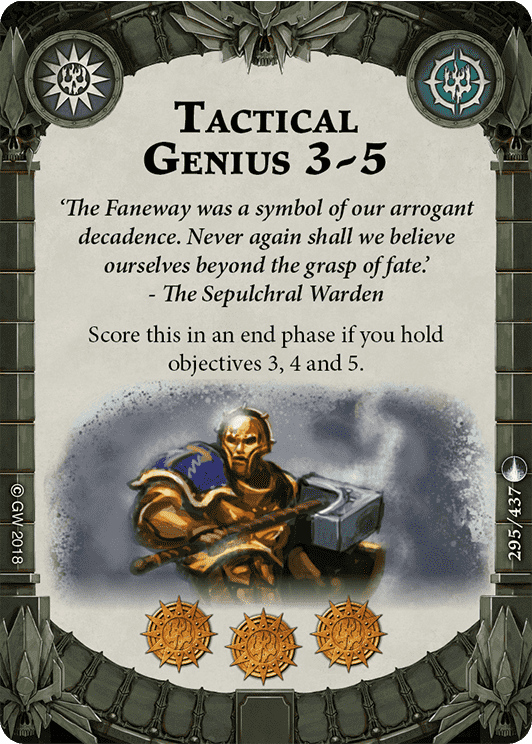 TACTICAL
GENIUS 3~5
‘The Faneway was a symbol of our arrogant
decadence. Never again shall we believe
ourselves beyond the grasp of fate.’
- The Sepulchral Warden
Score this in an end phase if you hold
objectives 3, 4 and 5.
© GW 2018
295/437